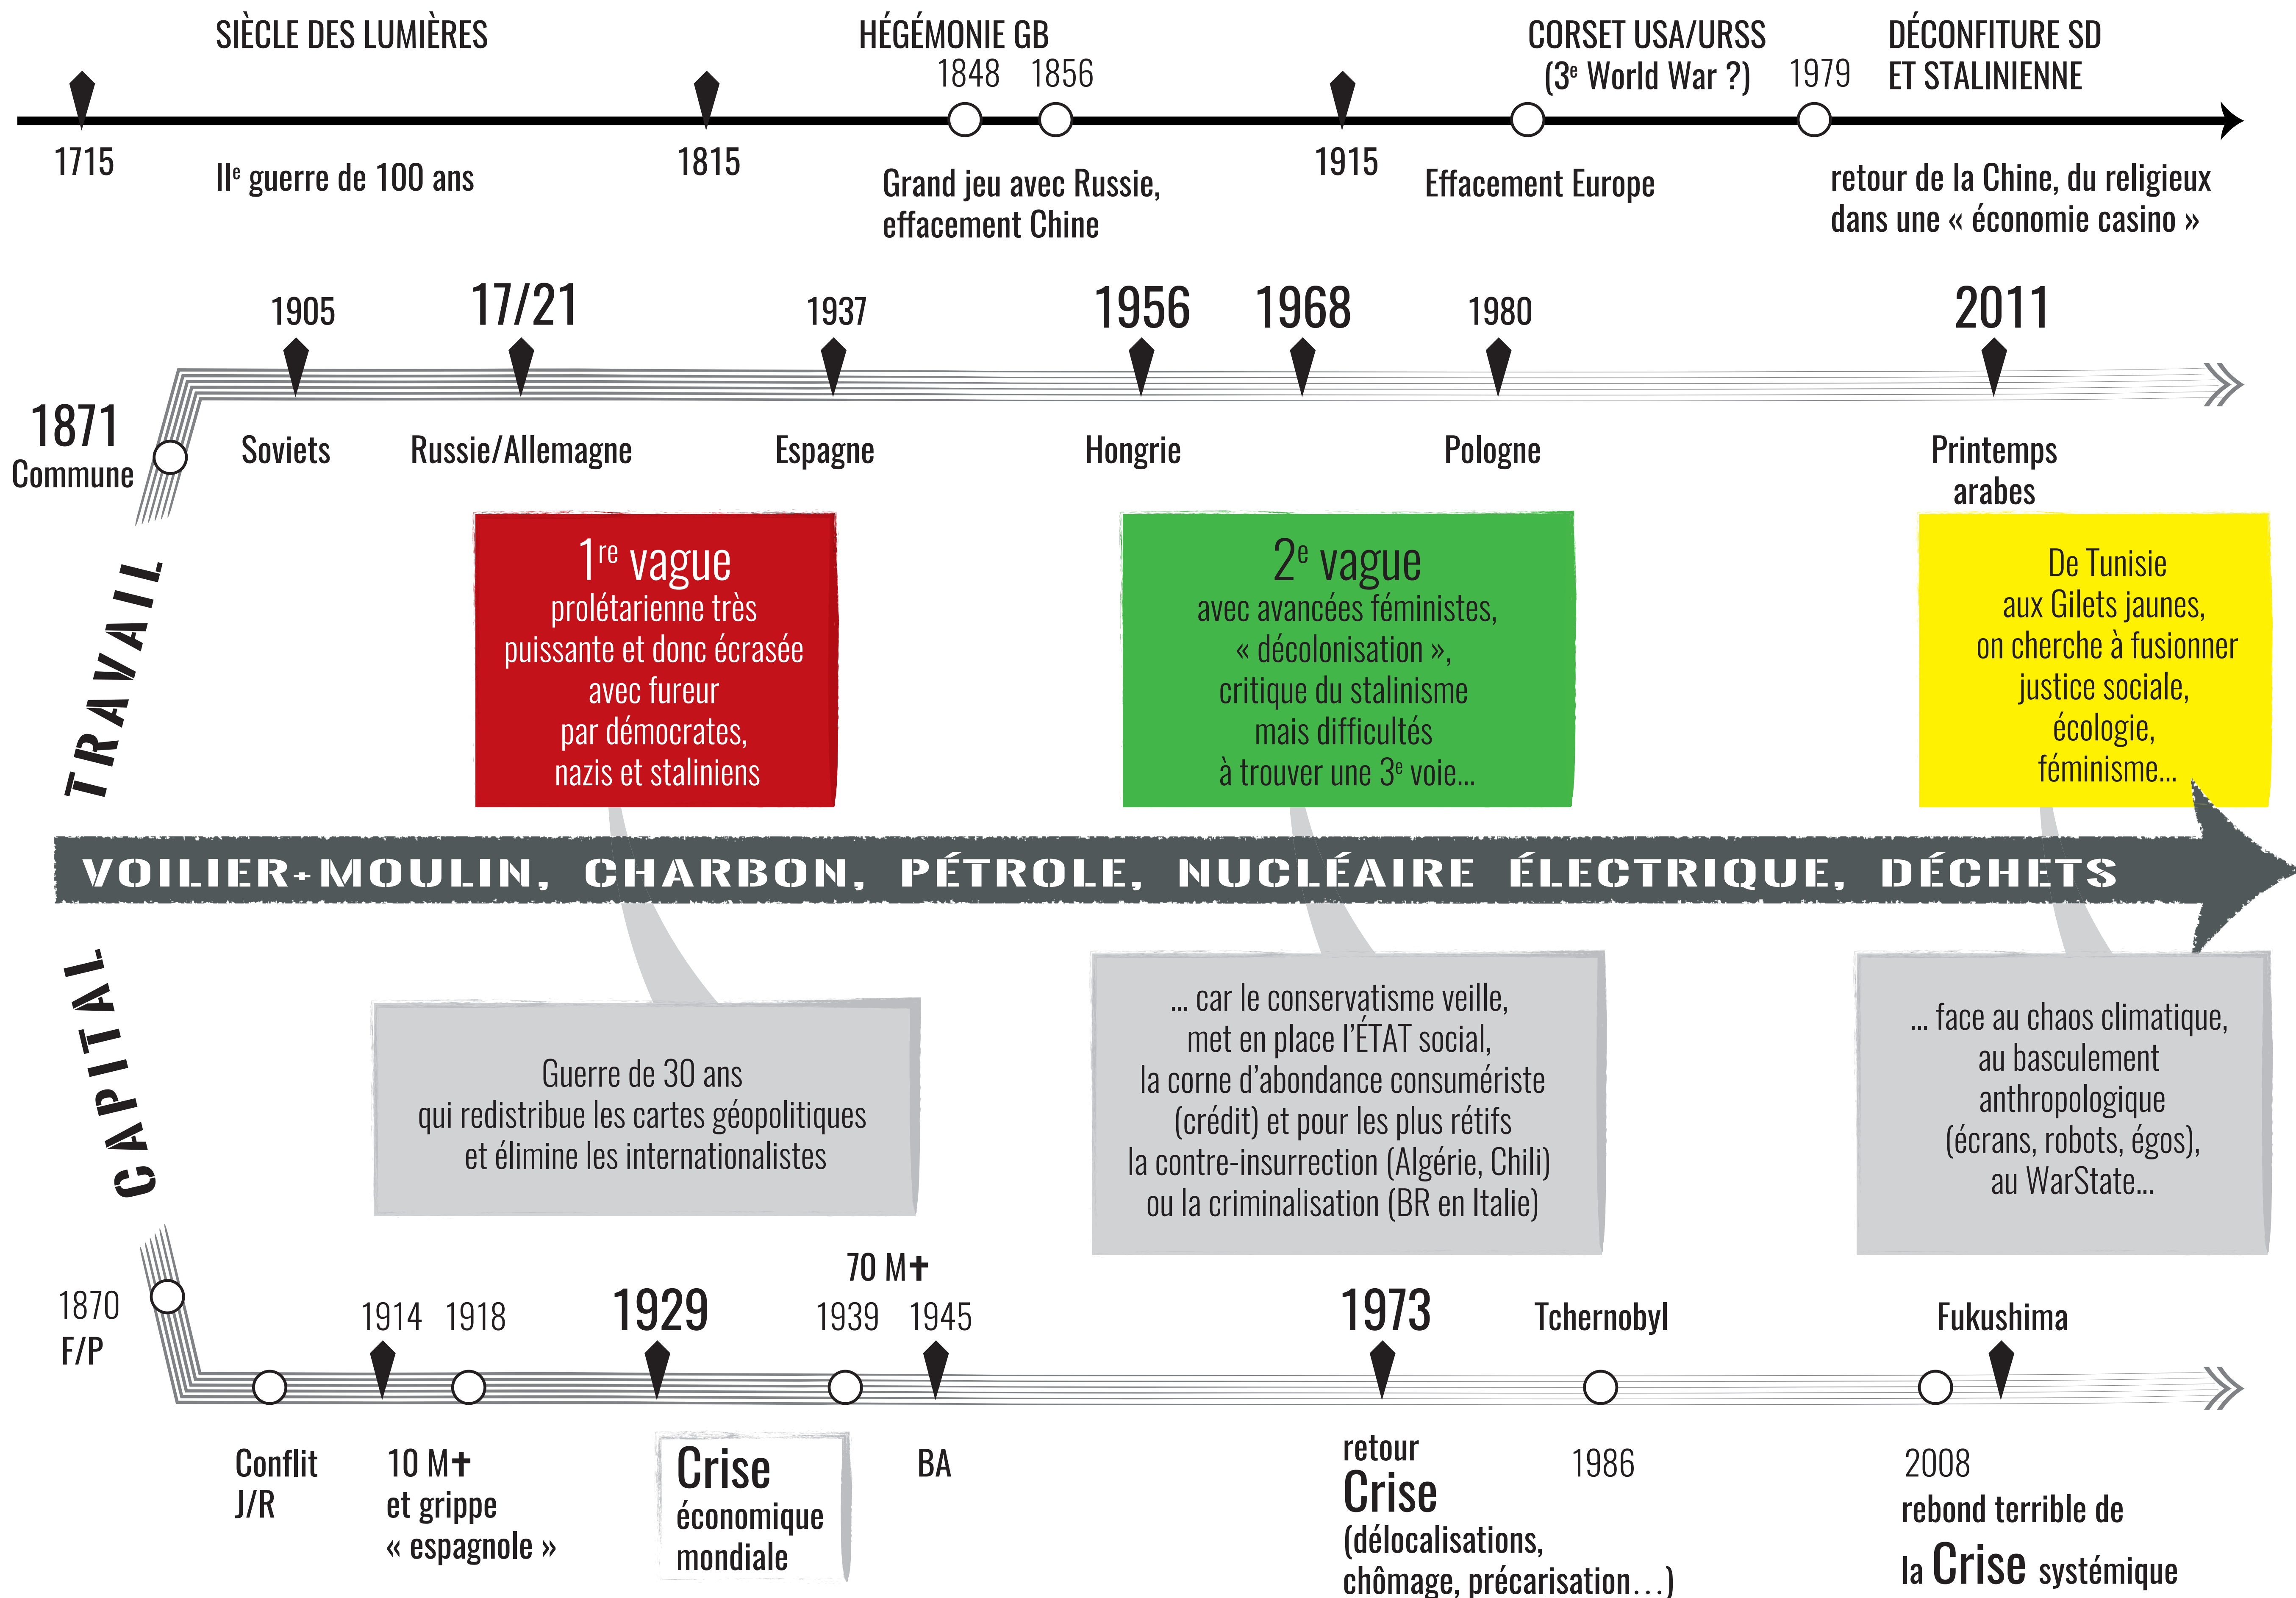 SIÈCLE DES LUMIÈRES
HÉGÉMONIE GB
CORSET USA/URSS
(3e World War ?)
DÉCONFITURE SD
ET STALINIENNE
1848
1856
1979
1715
1815
1915
IIe guerre de 100 ans
Grand jeu avec Russie,
effacement Chine
Effacement Europe
retour de la Chine, du religieux
dans une « économie casino »
1905
17/21
1937
1956
1968
1980
2011
1871
Commune
Soviets
Russie/Allemagne
Espagne
Hongrie
Pologne
Printemps
arabes
TRAVAIL
1re vague
prolétarienne très
puissante et donc écrasée
avec fureur
par démocrates,
nazis et staliniens
2e vague
avec avancées féministes,
« décolonisation »,
critique du stalinisme
mais difficultés
à trouver une 3e voie...
De Tunisie
aux Gilets jaunes,
on cherche à fusionner
justice sociale,
écologie,
féminisme...
VOILIER+MOULIN, CHARBON, PÉTROLE, NUCLÉAIRE ÉLECTRIQUE, DÉCHETS
CAPITAL
Guerre de 30 ans
qui redistribue les cartes géopolitiques
et élimine les internationalistes
... car le conservatisme veille,
met en place l'ÉTAT social,
la corne d'abondance consumériste
(crédit) et pour les plus rétifs
la contre-insurrection (Algérie, Chili)
ou la criminalisation (BR en Italie)
... face au chaos climatique,
au basculement
anthropologique
(écrans, robots, égos),
au WarState...
1870
F/P
1914
1918
1929
70 M✝
1939
1945
1973
Tchernobyl
Fukushima
Conflit
J/R
10 M✝
et grippe
« espagnole »
Crise
économique
mondiale
BA
retour
Crise
(délocalisations,
chômage, précarisation...)
1986
2008
rebond terrible de
la Crise systémique